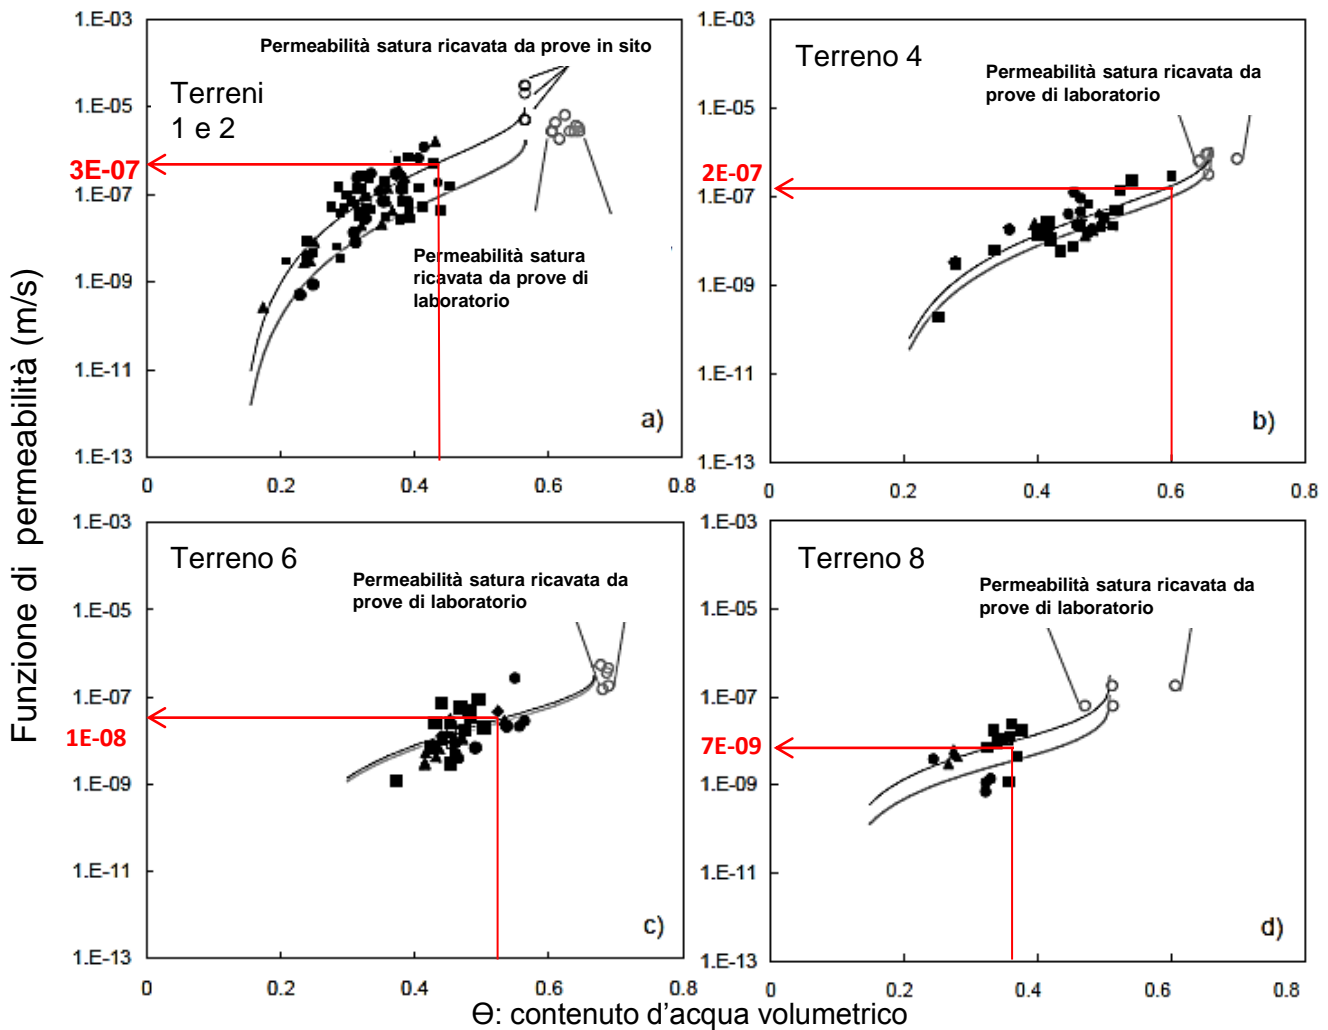 Funzione di permeabilità (m/s)
1.E-03
1.E-05
1.E-07
1.E-09
1.E-11
1.E-13
3E-07
Terreni
1 e 2
Permeabilità satura ricavata da prove in sito
Permeabilità satura
ricavata da prove di
laboratorio
a)
0
0.2
0.4
0.6
0.8
1.E-03
1.E-05
1.E-07
1.E-09
1.E-11
1.E-13
2E-07
Terreno 4
Permeabilità satura ricavata da
prove di laboratorio
b)
0
0.2
0.4
0.6
0.8
1.E-03
1.E-05
1.E-07
1.E-09
1.E-11
1.E-13
1E-08
Terreno 6
Permeabilità satura ricavata da
prove di laboratorio
c)
0
0.2
0.4
0.6
0.8
1.E-03
1.E-05
1.E-07
1.E-09
1.E-11
1.E-13
7E-09
Terreno 8
Permeabilità satura ricavata da
prove di laboratorio
d)
0
0.2
0.4
0.6
0.8
Ɵ: contenuto d'acqua volumetrico